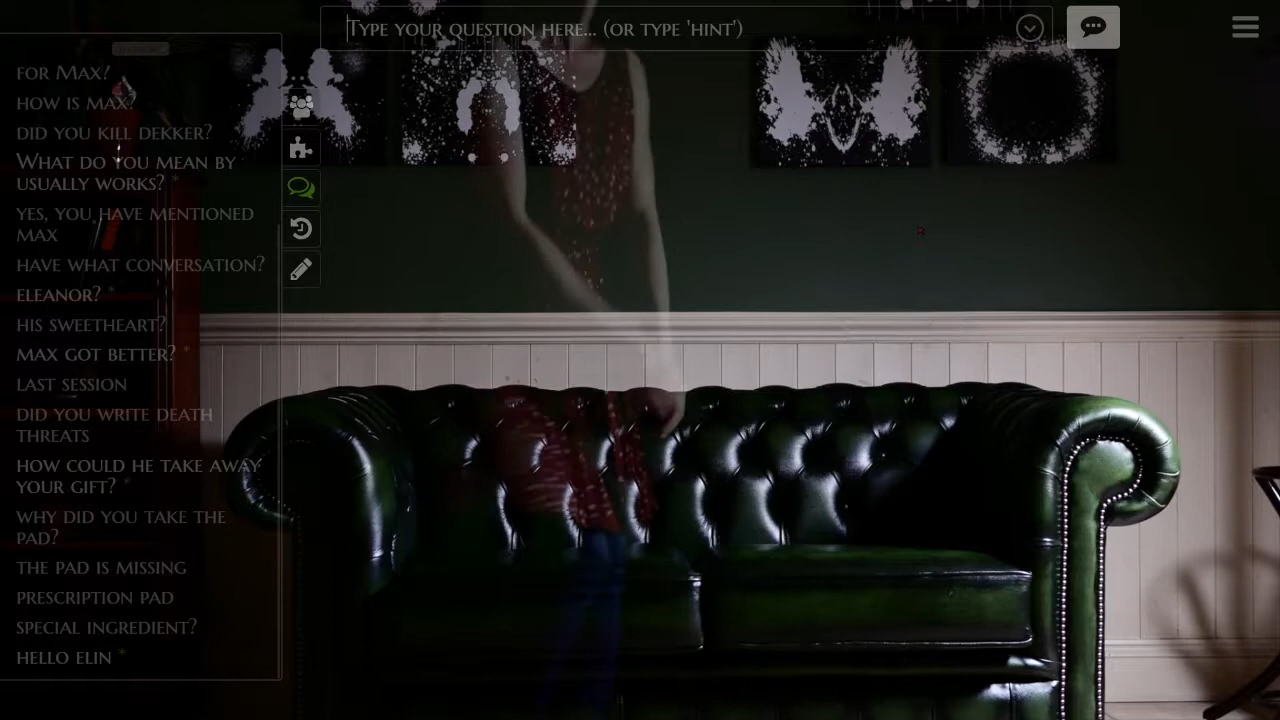 Type your question here... (or type 'hint')
for Max?
how is Max?
did you kill Dekker?
What do you mean by
usually works? *
yes, you have mentioned
Max
have what conversation?
eleanor? *
his sweetheart?
max got better? *
last session
did you write death
threats
how could he take away
your gift? *
why did you take the
pad?
the pad is missing
prescription pad
special ingredient?
hello elin *